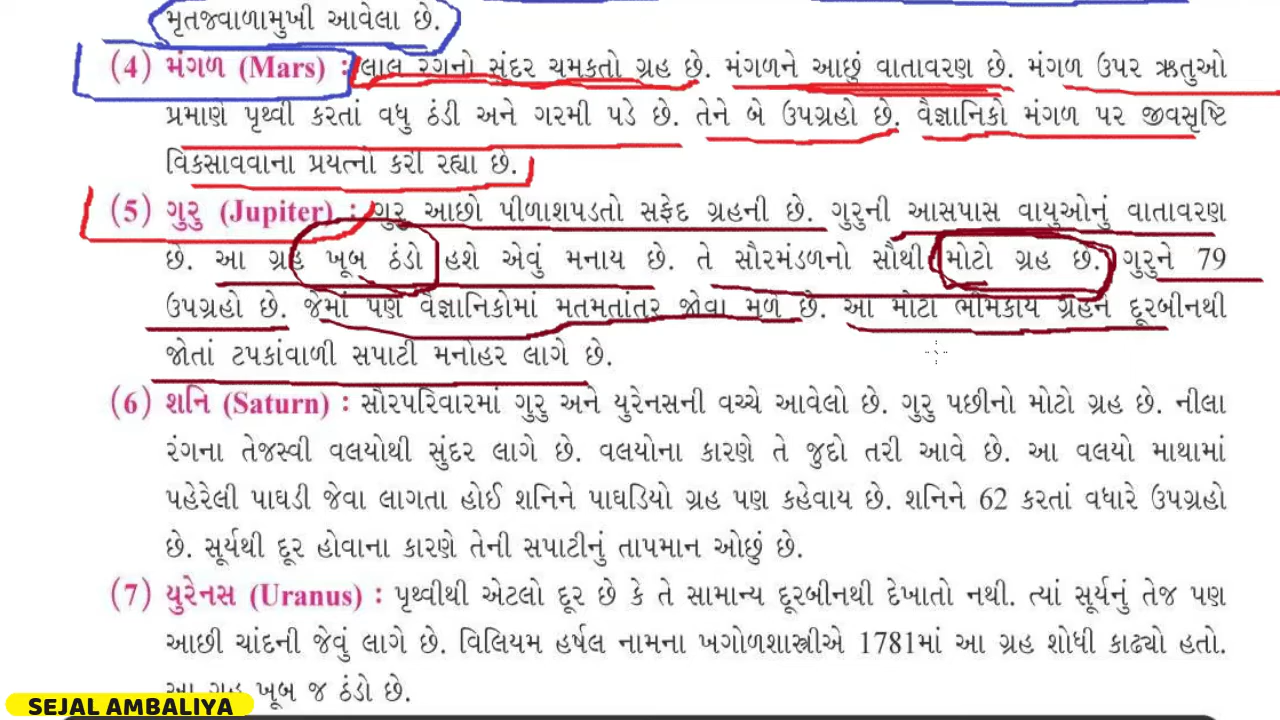 મૃતજ્વાળામુખી આવેલા છે.
(4) મંગળ (Mars) : લાલ રંગનો સુંદર ચમકતો ગ્રહ છે. મંગળને આછું વાતાવરણ છે. મંગળ ઉપર ઋતુઓ
પ્રમાણે પૃથ્વી કરતાં વધુ ઠંડી અને ગરમી પડે છે. તેને બે ઉપગ્રહો છે. વૈજ્ઞાનિકો મંગળ પર જીવસૃષ્ટિ
વિકસાવવાના પ્રયત્નો કરી રહ્યા છે.
(5) ગુરુ (Jupiter) : ગુરુ આછો પીળાશપડતો સફેદ ગ્રહની છે. ગુરુની આસપાસ વાયુઓનું વાતાવરણ
છે. આ ગ્રહ ખૂબ ઠંડો હશે એવું મનાય છે. તે સૌરમંડળનો સૌથી મોટો ગ્રહ છે. ગુરુને 79
ઉપગ્રહો છે. જેમાં પણ વૈજ્ઞાનિકોમાં મતમતાંતર જોવા મળે છે. આ મોટા ભીમકાય ગ્રહને દૂરબીનથી
જોતાં ટપકાંવાળી સપાટી મનોહર લાગે છે.
(6) શનિ (Saturn) : સૌરપરિવારમાં ગુરુ અને યુરેનસની વચ્ચે આવેલો છે. ગુરુ પછીનો મોટો ગ્રહ છે. નીલા
રંગના તેજસ્વી વલયોથી સુંદર લાગે છે. વલયોના કારણે તે જુદો તરી આવે છે. આ વલયો માથામાં
પહેરેલી પાઘડી જેવા લાગતા હોઈ શનિને પાઘડિયો ગ્રહ પણ કહેવાય છે. શનિને 62 કરતાં વધારે ઉપગ્રહો
છે. સૂર્યથી દૂર હોવાના કારણે તેની સપાટીનું તાપમાન ઓછું છે.
(7) યુરેનસ (Uranus) : પૃથ્વીથી એટલો દૂર છે કે તે સામાન્ય દૂરબીનથી દેખાતો નથી. ત્યાં સૂર્યનું તેજ પણ
આછી ચાંદની જેવું લાગે છે. વિલિયમ હર્ષલ નામના ખગોળશાસ્ત્રીએ 1781માં આ ગ્રહ શોધી કાઢ્યો હતો.
આ ગ્રહ ખૂબ જ ઠંડો છે.
SEJAL AMBALIYA